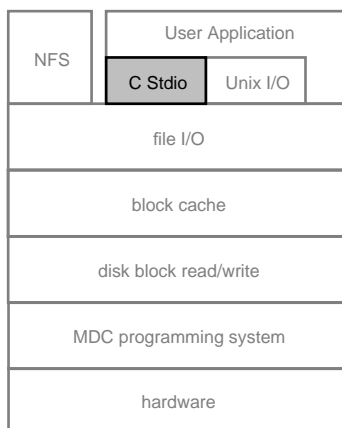 User Application
NFS
C Stdio
Unix I/O
file I/O
block cache
disk block read/write
MDC programming system
hardware